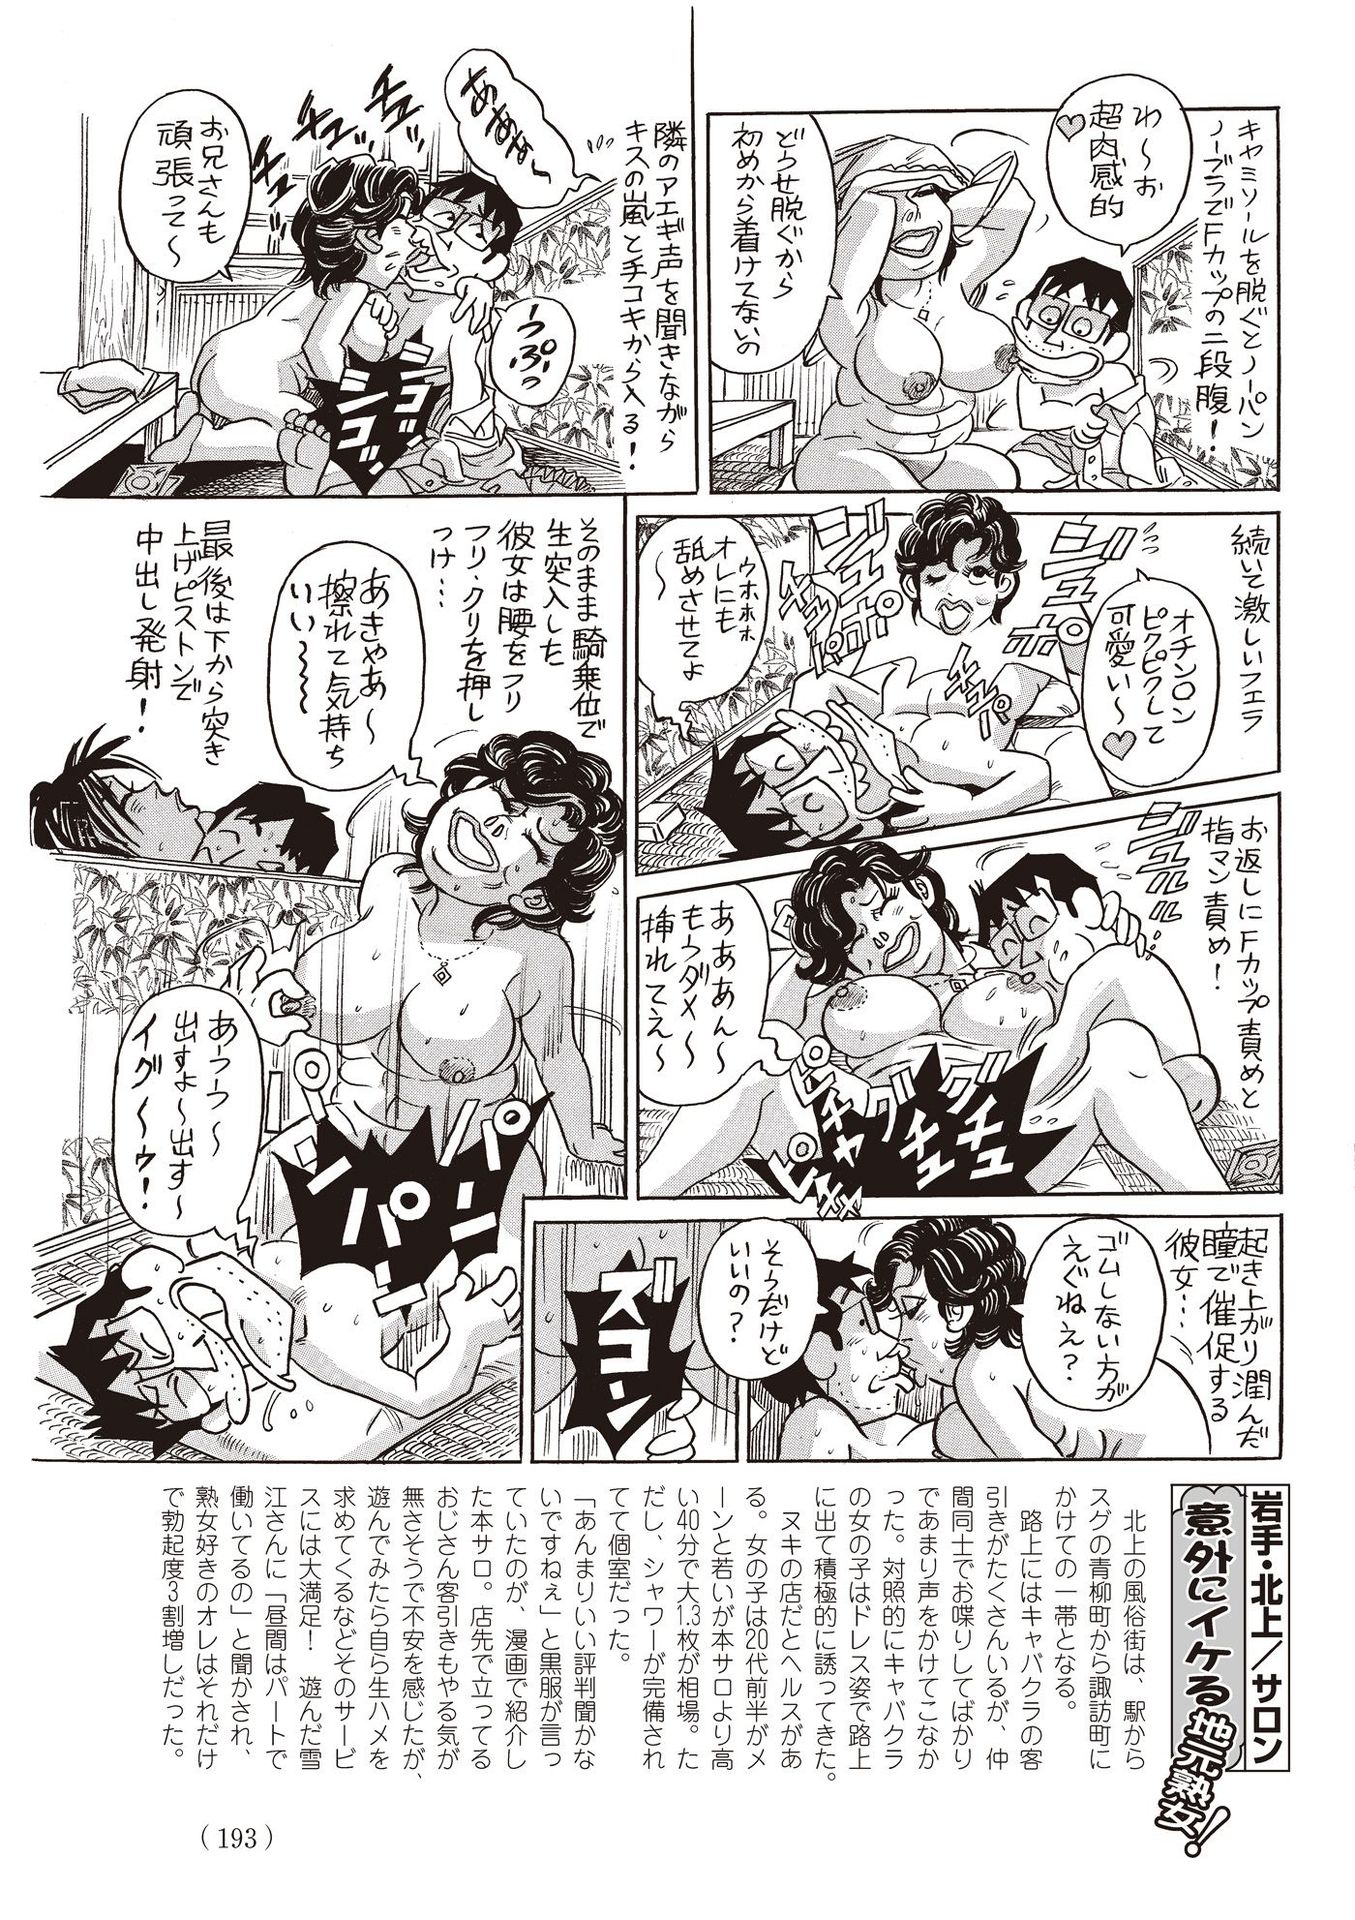 キャミソールを脱ぐとノーパン
ノーブラでFカップの二段腹！
わ～お
超肉感的
♥
どうせ脱ぐから
初めから着けてないの
隣のアエギ声を聞きながら
キスの嵐と手コキから入る！
ああぁ～
チュ
チュッ
チュッ
チュッ
お兄さんも
頑張って～
うぷっ
ゴシ
ゴシ
続いて激しいフェラ
オチン〇ン
ピクピクして
可愛い～♥
ジュポ
ジュポ
ウホホホ
オレにも
舐めさせてよ
～
チュパ
チュパ
お返しにFカップ責めと
指マン責め！
ジュル
ジュル
ああぁん～
もうダメ～
挿れてえ～
グチュ
グチュ
ピチャ
ピチャ
起き上がり潤んだ
瞳で催促する
彼女…
ゴムしない方が
えぐねえ？
そうだけど
いいの？
ズコン！
そのまま騎乗位で
生突入した
彼女は腰をフリ
フリ、クリを押し
つけ…
あきゃあ～
擦れて気持ち
いい～～～
パンパンパン
最後は下から突き
上げピストンで
中出し発射！
あうう～
出すよ～出す～
イグ～ゥ！
岩手・北上／サロン
意外にイケる地元熟女！
北上の風俗街は、駅から
スグの青柳町から諏訪町に
かけての一帯となる。
路上にはキャバクラの客
引きがたくさんいるが、仲
間同士でお喋りしてばかり
であまり声をかけてこなか
った。対照的にキャバクラ
の女の子はドレス姿で路上
に出て積極的に誘ってきた。
ヌキの店だとヘルスがあ
る。女の子は20代前半がメ
ーンと若いが本サロより高
い40分で大1.3枚が相場。た
だし、シャワーが完備され
てて個室だった。
「あんまりいい評判聞かな
いですねぇ」と黒服が言っ
ていたのが、漫画で紹介し
た本サロ。店先で立ってる
おじさん客引きもやる気が
無さそうで不安を感じたが、
遊んでみたら自ら生ハメを
求めてくるなどそのサービ
スには大満足！　遊んだ雪
江さんに「昼間はパートで
働いてるの」と聞かされ、
熟女好きのオレはそれだけ
で勃起度3割増しだった。
（193）